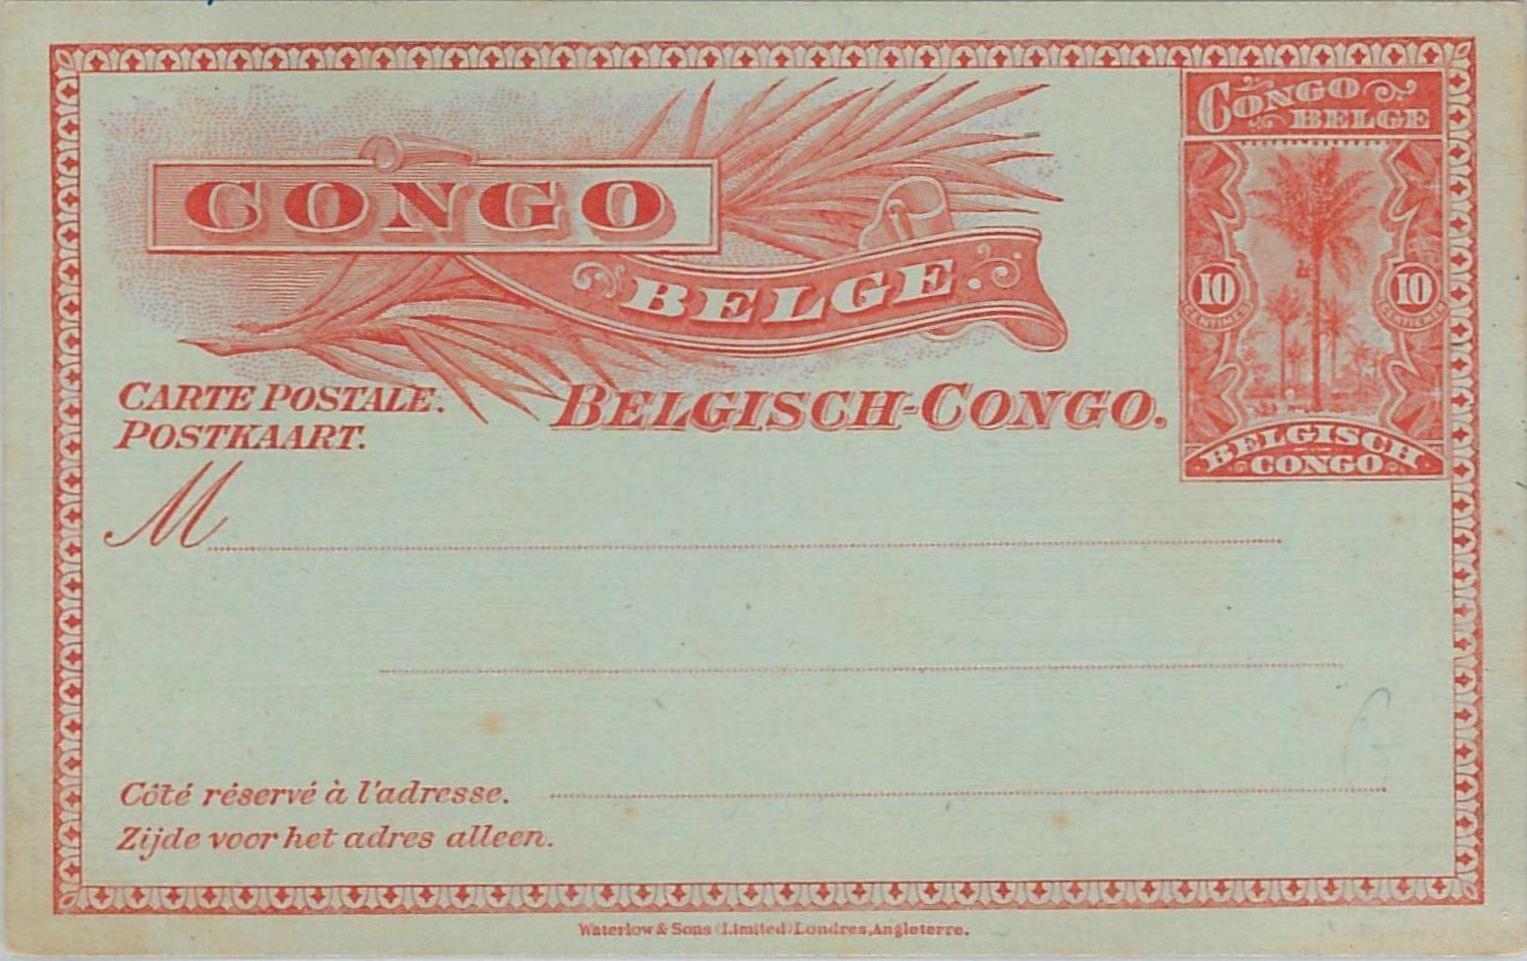 CONGO
BELGE.
CONGO
BELGE
10
CENTIMES
10
CENTIEMEN
BELGISCH
CONGO
CARTE POSTALE.
POSTKAART.
BELGISCH-CONGO.
M
Côté réservé à l'adresse.
Zijde voor het adres alleen.
Waterlow & Sons (Limited) Londres, Angleterre.